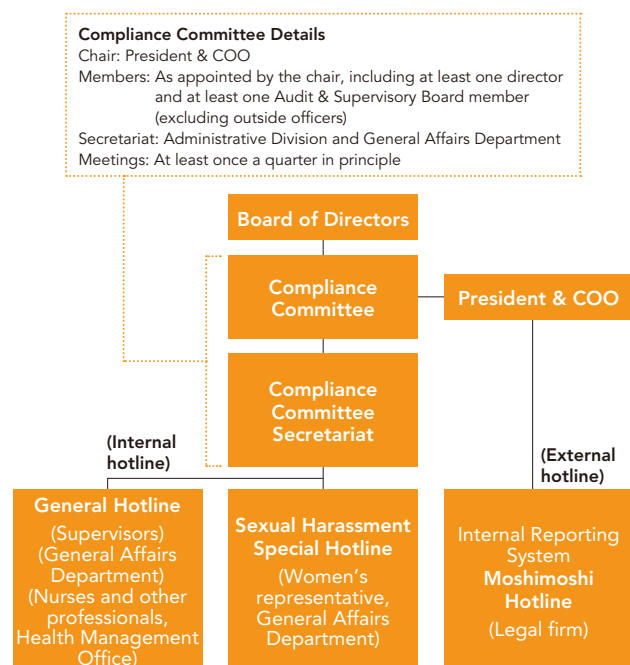 Compliance Committee Details
Chair: President & COO
Members: As appointed by the chair, including at least one director
and at least one Audit & Supervisory Board member
(excluding outside officers)
Secretariat: Administrative Division and General Affairs Department
Meetings: At least once a quarter in principle
Board of Directors
Compliance
Committee
President & COO
Compliance
Committee
Secretariat
(Internal
hotline)
(External
hotline)
General Hotline
(Supervisors)
(General Affairs
Department)
(Nurses and other
professionals,
Health Management
Office)
Sexual Harassment
Special Hotline
(Women's
representative,
General Affairs
Department)
Internal Reporting
System
Moshimoshi
Hotline
(Legal firm)